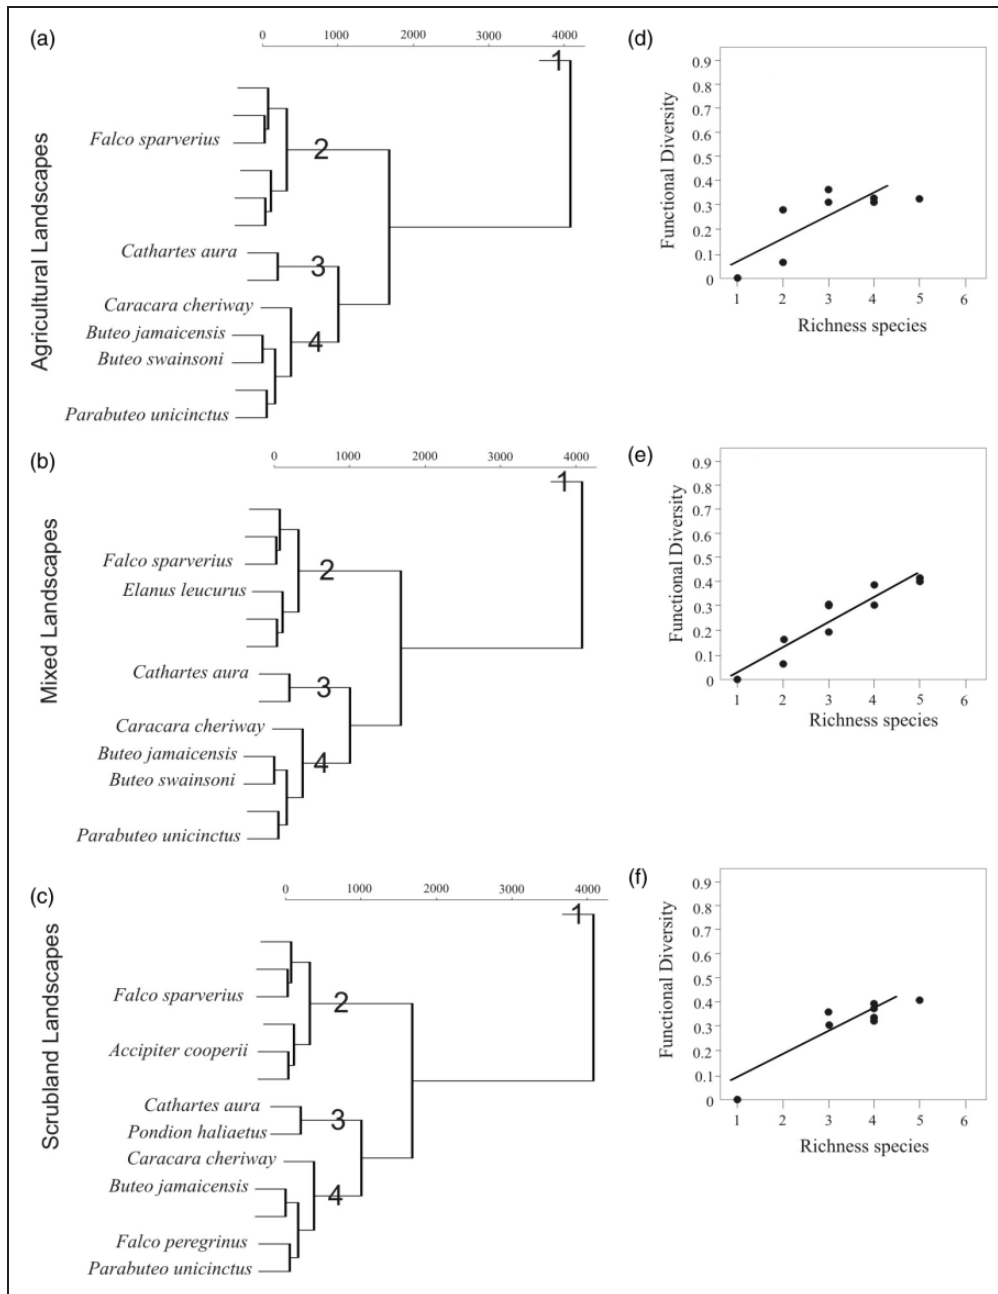 (a)
0 1000 2000 3000 4000
1
2
Falco sparverius
Cathartes aura
3
Caracara cheriway
Buteo jamaicensis
4
Buteo swainsoni
Parabuteo unicinctus
Agricultural Landscapes
(d)
0.9
0.8
0.7
0.6
0.5
0.4
0.3
0.2
0.1
0
Functional Diversity
1 2 3 4 5 6
Richness species
(b)
0 1000 2000 3000 4000
1
Falco sparverius
2
Elanus leucurus
Cathartes aura
3
Caracara cheriway
Buteo jamaicensis
4
Buteo swainsoni
Parabuteo unicinctus
Mixed Landscapes
(e)
0.9
0.8
0.7
0.6
0.5
0.4
0.3
0.2
0.1
0
Functional Diversity
1 2 3 4 5 6
Richness species
(c)
0 1000 2000 3000 4000
1
Falco sparverius
2
Accipiter cooperii
Cathartes aura
3
Pondion haliaetus
Caracara cheriway
Buteo jamaicensis
4
Falco peregrinus
Parabuteo unicinctus
Scrubland Landscapes
(f)
0.9
0.8
0.7
0.6
0.5
0.4
0.3
0.2
0.1
0
Functional Diversity
1 2 3 4 5 6
Richness species